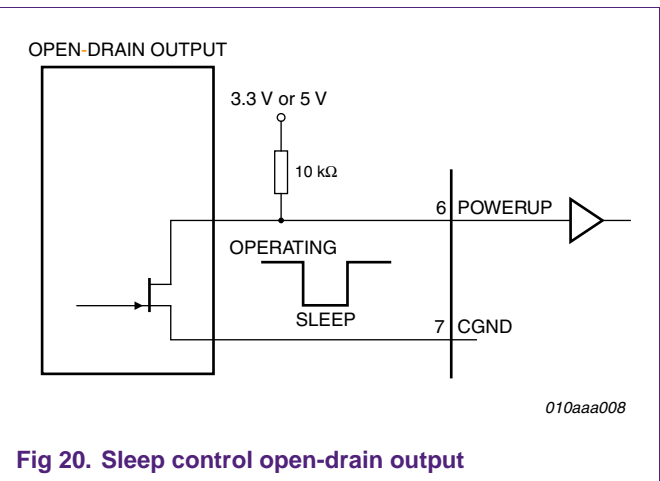 OPEN-DRAIN OUTPUT
3.3 V or 5 V
10 kΩ
6 POWERUP
OPERATING
SLEEP
7 CGND
010aaa008
Fig 20. Sleep control open-drain output